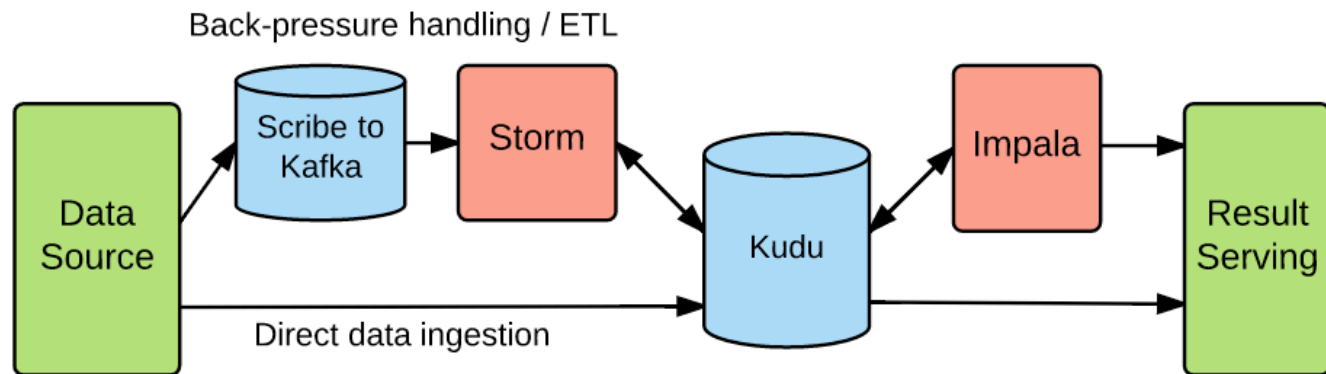 Back-pressure handling / ETL
Data
Source
Scribe to
Kafka
Storm
Kudu
Impala
Result
Serving
Direct data ingestion